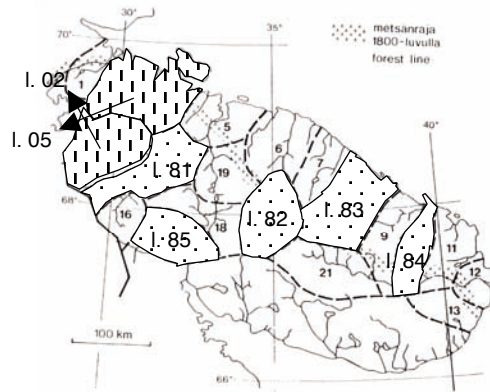 metsänraja
1800-luvulla
forest line
70°
30°
35°
40°
l. 02
1
l. 05
5
6
7
l. 81
19
68°
16
18
l. 82
l. 83
l. 85
9
l. 84
11
12
21
13
100 km
66°